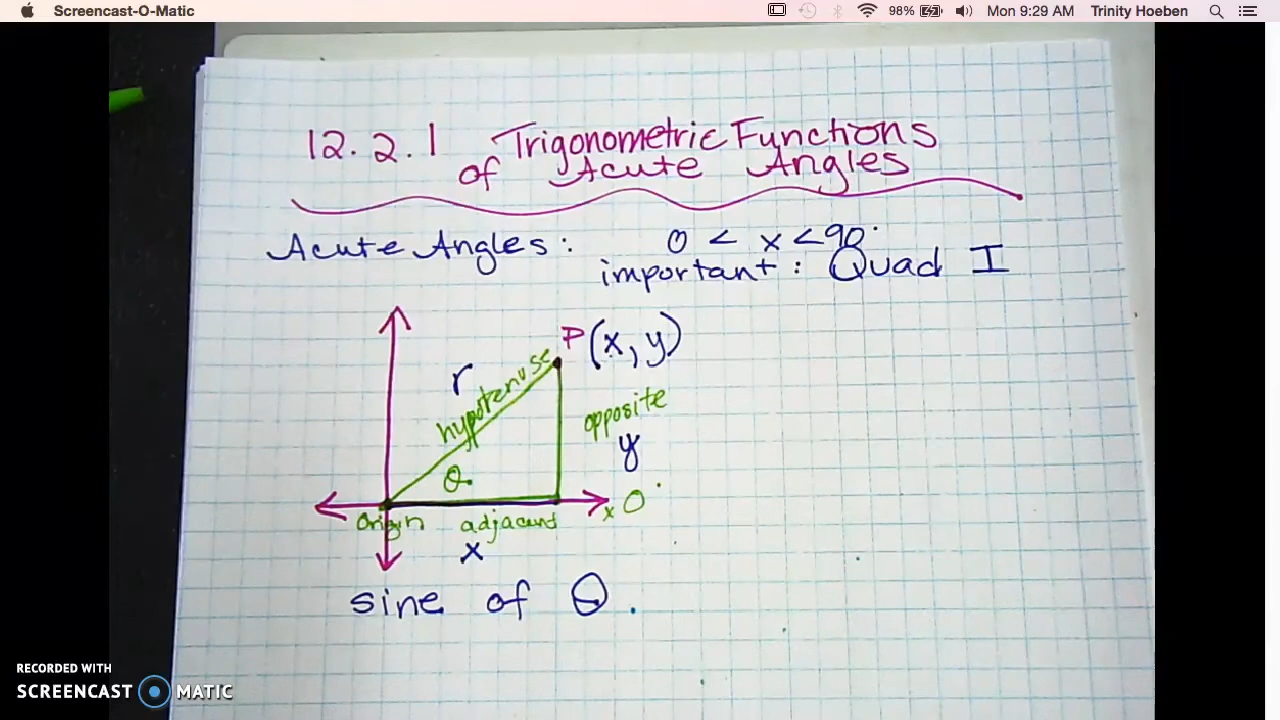 Screencast-O-Matic 98% Mon 9:29 AM Trinity Hoeben
12.2.1 Trigonometric Functions
of Acute Angles
Acute Angles: 0 < x < 90°
important: Quad I
P (x, y)
r
hypotenuse
opposite
y
θ
x 0°
origin adjacent
x
sine of θ.
RECORDED WITH
SCREENCAST MATIC